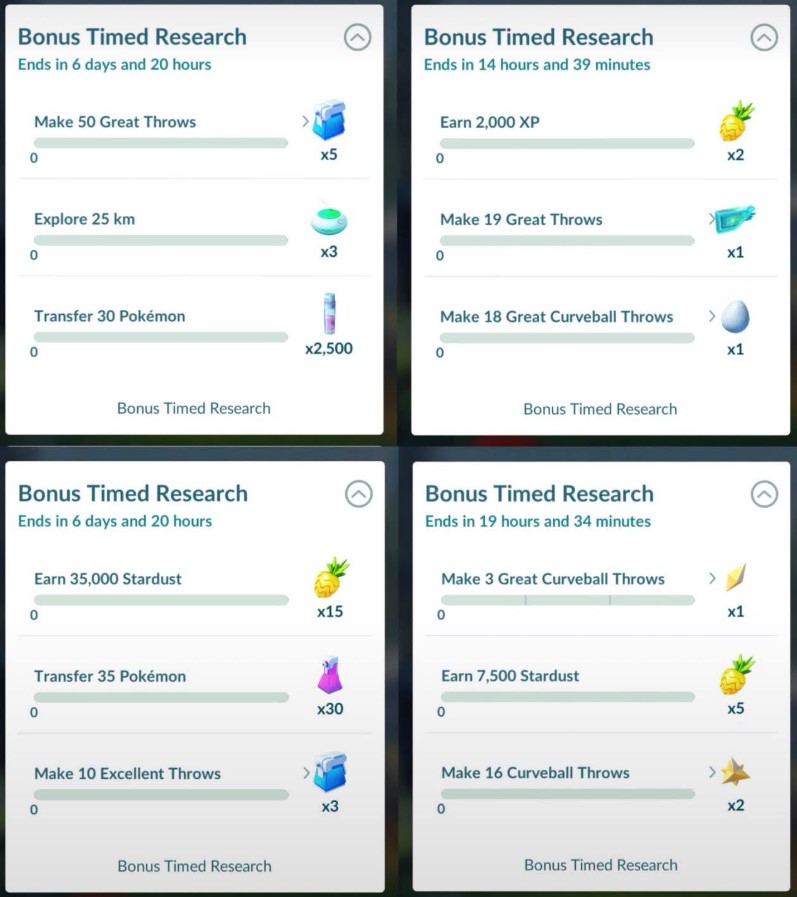 Bonus Timed Research
Ends in 6 days and 20 hours
Make 50 Great Throws
0
x5
Explore 25 km
0
x3
Transfer 30 Pokémon
0
x2,500
Bonus Timed Research
Bonus Timed Research
Ends in 14 hours and 39 minutes
Earn 2,000 XP
0
x2
Make 19 Great Throws
0
x1
Make 18 Great Curveball Throws
0
x1
Bonus Timed Research
Bonus Timed Research
Ends in 6 days and 20 hours
Earn 35,000 Stardust
0
x15
Transfer 35 Pokémon
0
x30
Make 10 Excellent Throws
0
x3
Bonus Timed Research
Bonus Timed Research
Ends in 19 hours and 34 minutes
Make 3 Great Curveball Throws
0
x1
Earn 7,500 Stardust
0
x5
Make 16 Curveball Throws
0
x2
Bonus Timed Research